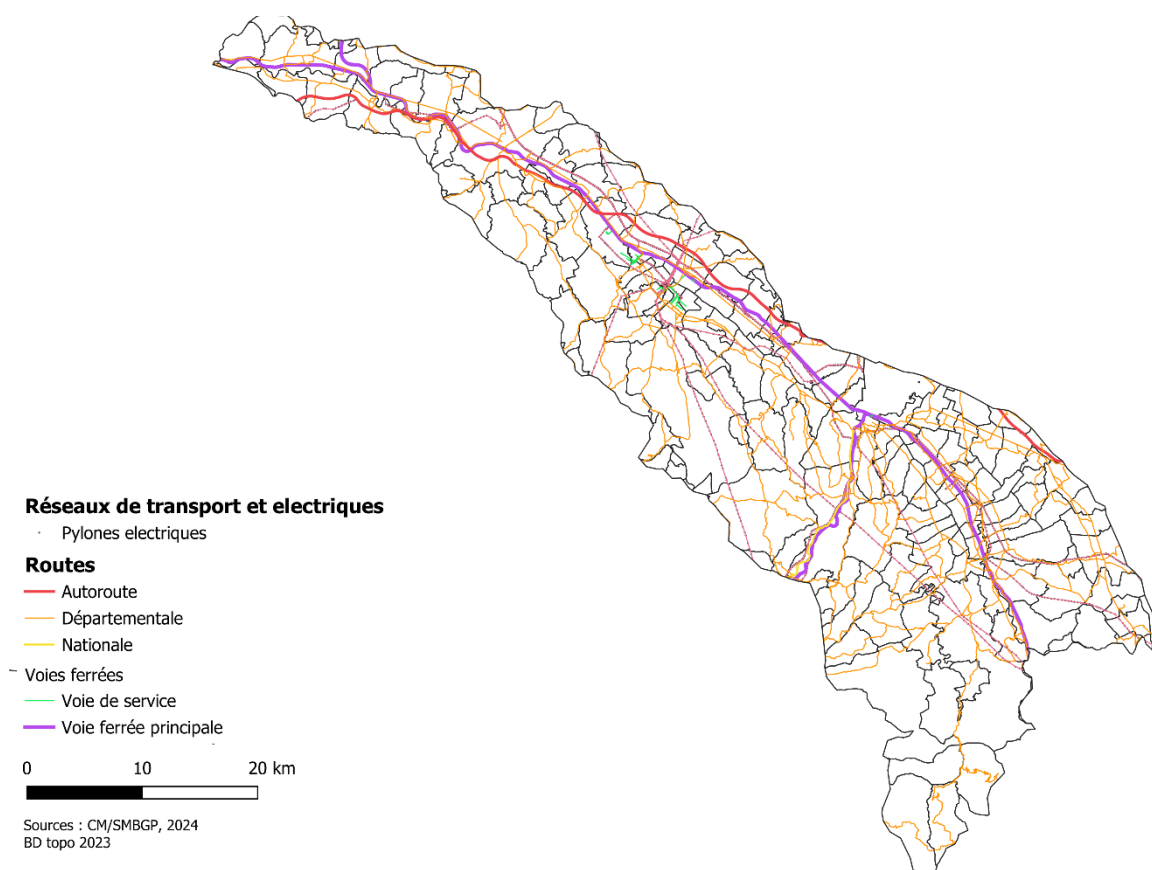 Réseaux de transport et electriques
Pylones electriques
Routes
Autoroute
Départementale
Nationale
Voies ferrées
Voie de service
Voie ferrée principale
0 10 20 km
Sources : CM/SMBGP, 2024
BD topo 2023